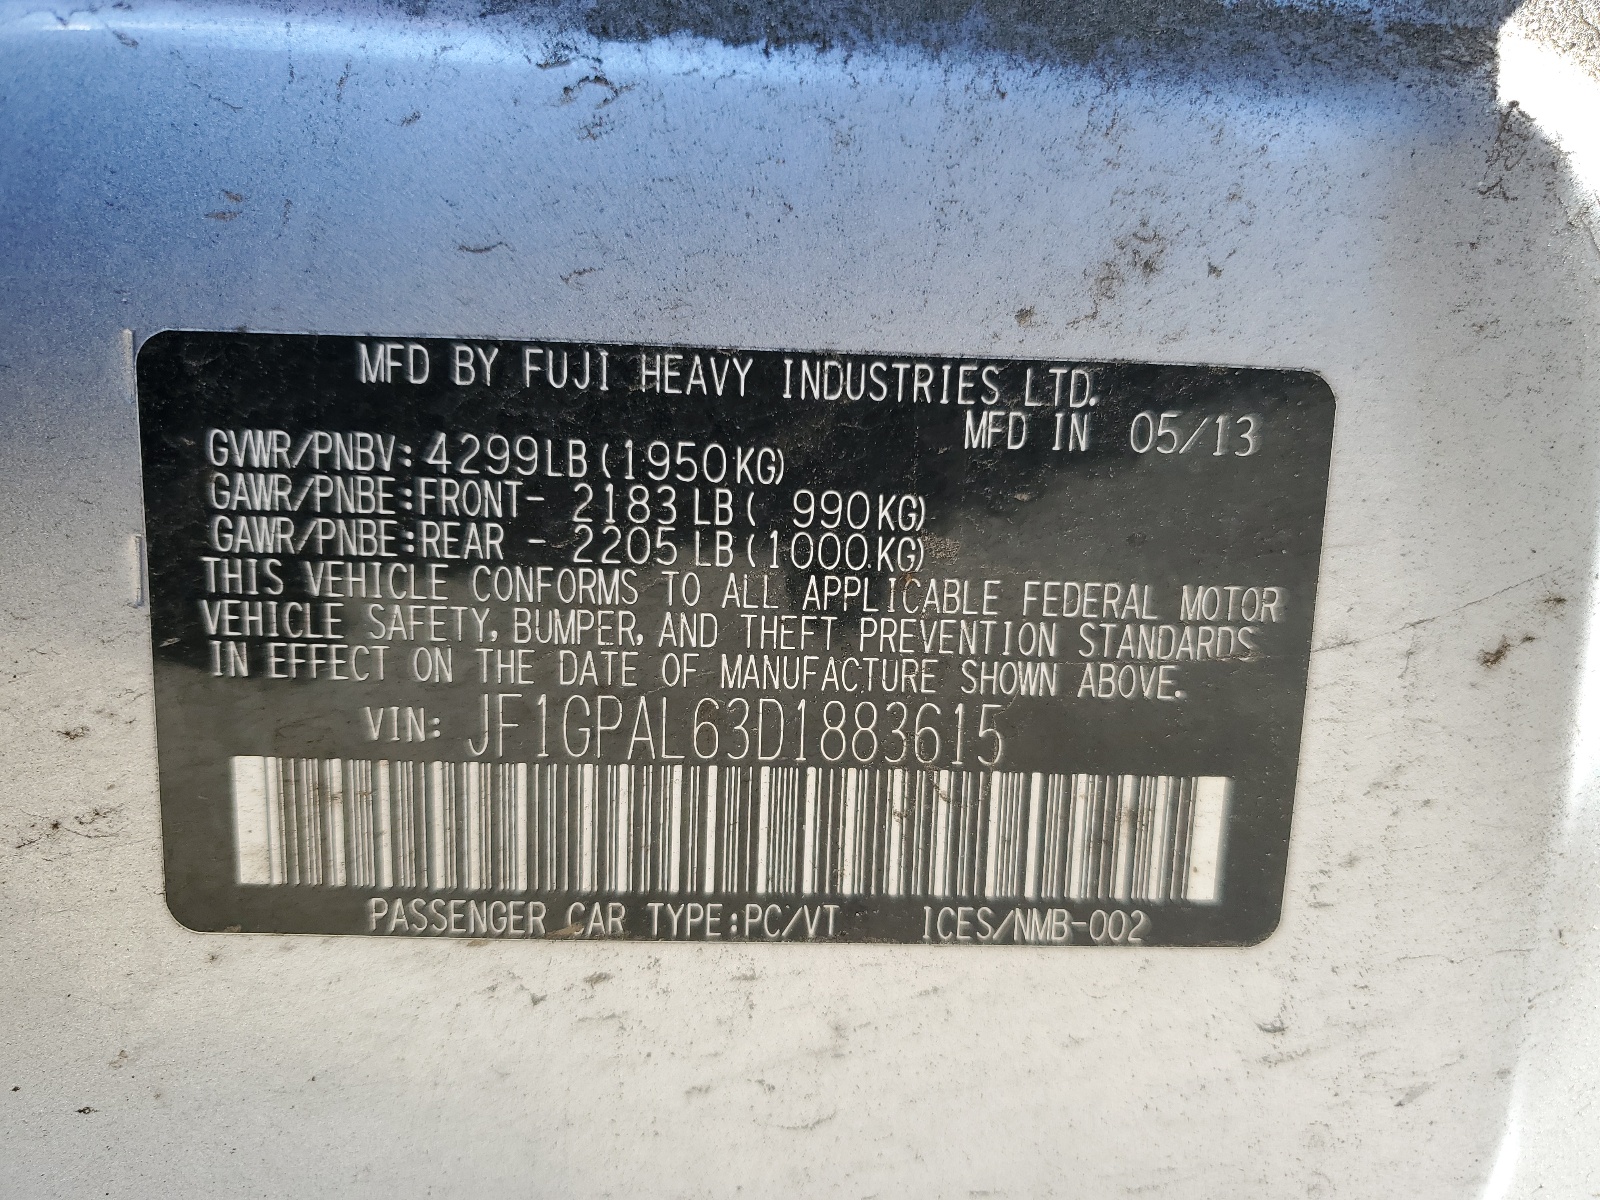 MFD BY FUJI HEAVY INDUSTRIES LTD.
MFD IN 05/13
GVWR/PNBV: 4299LB(1950KG)
GAWR/PNBE:FRONT- 2183LB( 990KG)
GAWR/PNBE:REAR - 2205LB(1000KG)
THIS VEHICLE CONFORMS TO ALL APPLICABLE FEDERAL MOTOR
VEHICLE SAFETY, BUMPER, AND THEFT PREVENTION STANDARDS
IN EFFECT ON THE DATE OF MANUFACTURE SHOWN ABOVE.
VIN: JF1GPAL63D1883615
PASSENGER CAR TYPE:PC/VT ICES/NMB-002